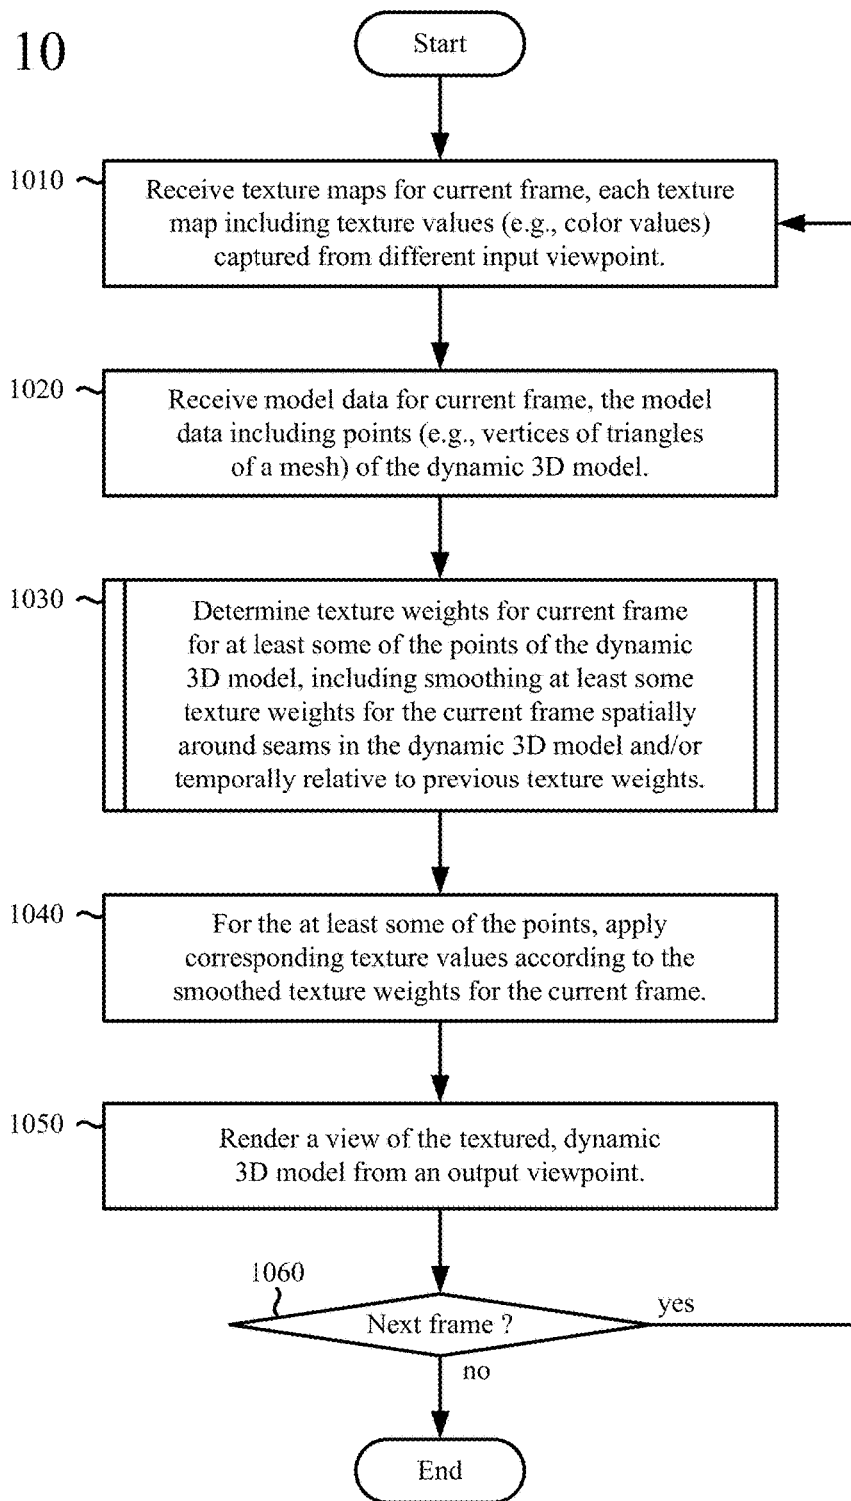 10
Start
1010
Receive texture maps for current frame, each texture
map including texture values (e.g., color values)
captured from different input viewpoint.
1020
Receive model data for current frame, the model
data including points (e.g., vertices of triangles
of a mesh) of the dynamic 3D model.
1030
Determine texture weights for current frame
for at least some of the points of the dynamic
3D model, including smoothing at least some
texture weights for the current frame spatially
around seams in the dynamic 3D model and/or
temporally relative to previous texture weights.
1040
For the at least some of the points, apply
corresponding texture values according to the
smoothed texture weights for the current frame.
1050
Render a view of the textured, dynamic
3D model from an output viewpoint.
1060
Next frame ?
yes
no
End